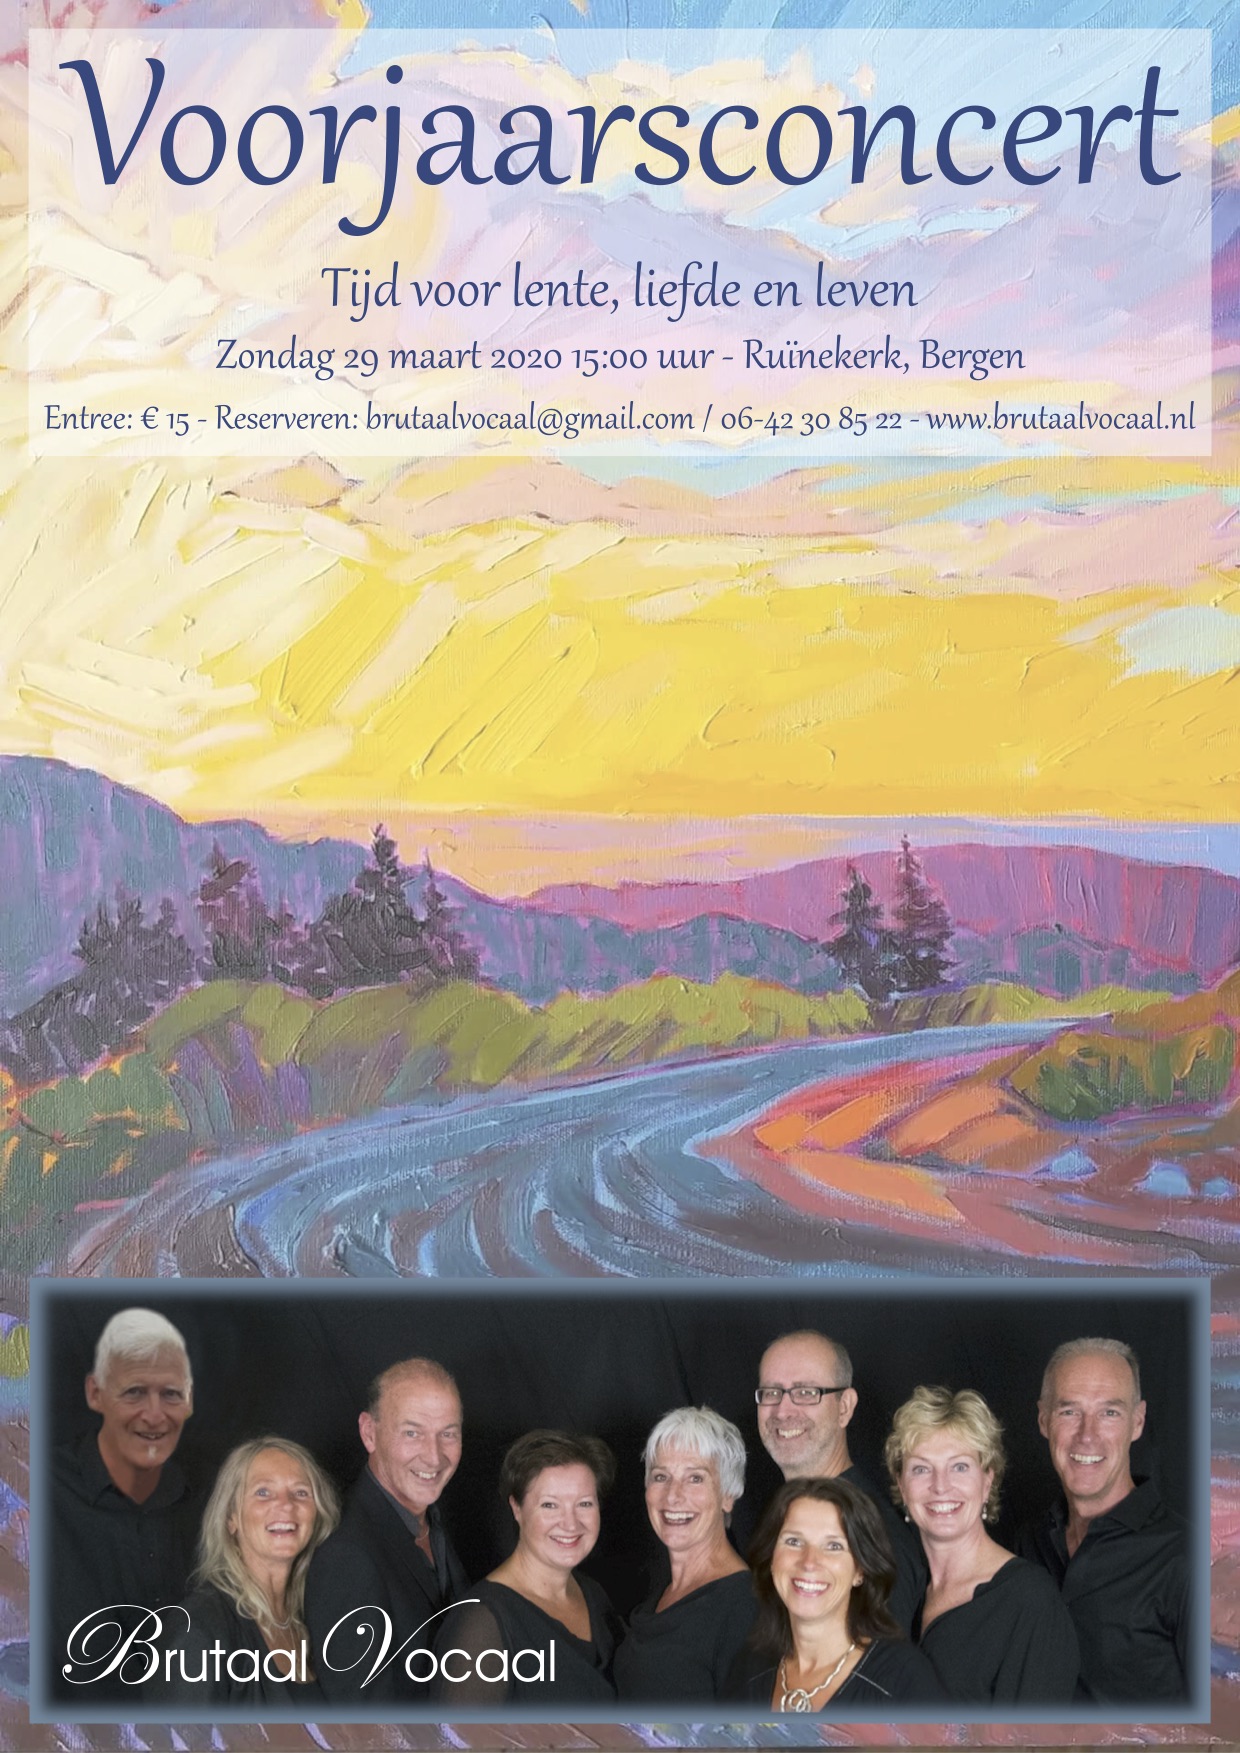 Voorjaarsconcert
Tijd voor lente, liefde en leven
Zondag 29 maart 2020 15:00 uur - Ruïnekerk, Bergen
Entree: € 15 - Reserveren: brutaalvocaal@gmail.com / 06-42 30 85 22 - www.brutaalvocaal.nl
Brutaal Vocaal